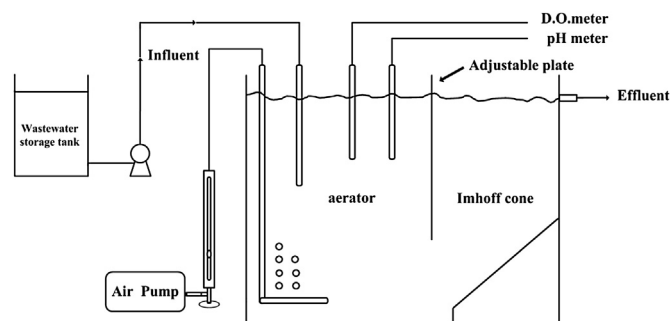 D.O.meter
pH meter
Influent
Adjustable plate
Effluent
Wastewater
storage tank
aerator
Imhoff cone
Air Pump